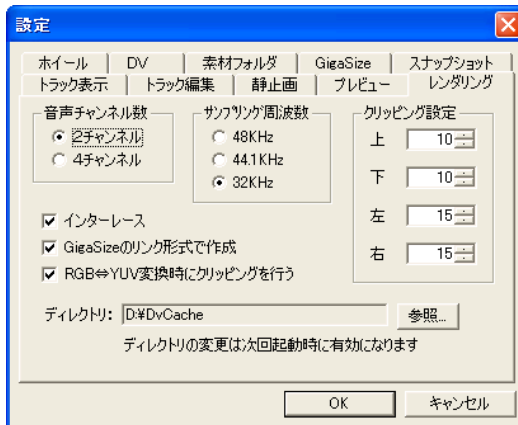 設定
ホイール DV 素材フォルダ GigaSize スナップショット
トラック表示 トラック編集 静止画 プレビュー レンダリング
音声チャンネル数
2チャンネル
4チャンネル
サンプリング周波数
48KHz
44.1KHz
32KHz
クリッピング設定
上 10
下 10
左 15
右 15
インターレース
GigaSizeのリンク形式で作成
RGB⇔YUV変換時にクリッピングを行う
ディレクトリ: D:¥DvCache 参照...
ディレクトリの変更は次回起動時に有効になります
OK キャンセル